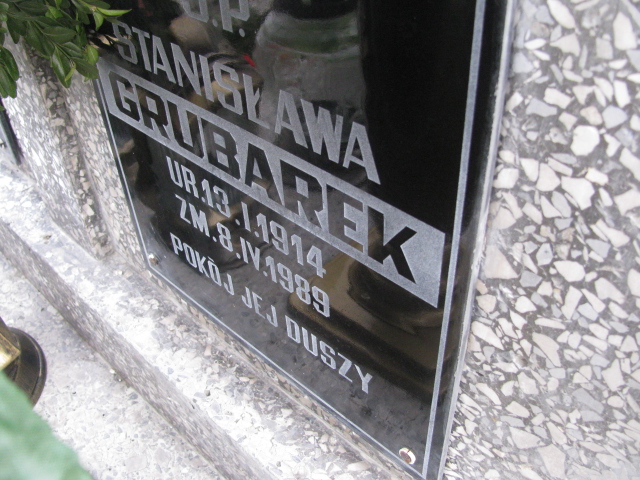 Ś.P.
STANISŁAWA
GRUBAREK
UR.13.I.1914
ZM.8.IV.1989
POKÓJ JEJ DUSZY